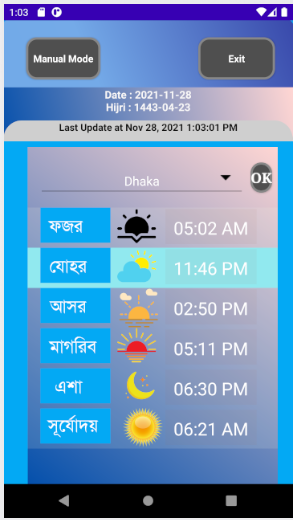 1:03
Manual Mode
Exit
Date : 2021-11-28
Hijri : 1443-04-23
Last Update at Nov 28, 2021 1:03:01 PM
Dhaka
OK
ফজর 05:02 AM
যোহর 11:46 PM
আসর 02:50 PM
মাগরিব 05:11 PM
এশা 06:30 PM
সূর্যোদয় 06:21 AM